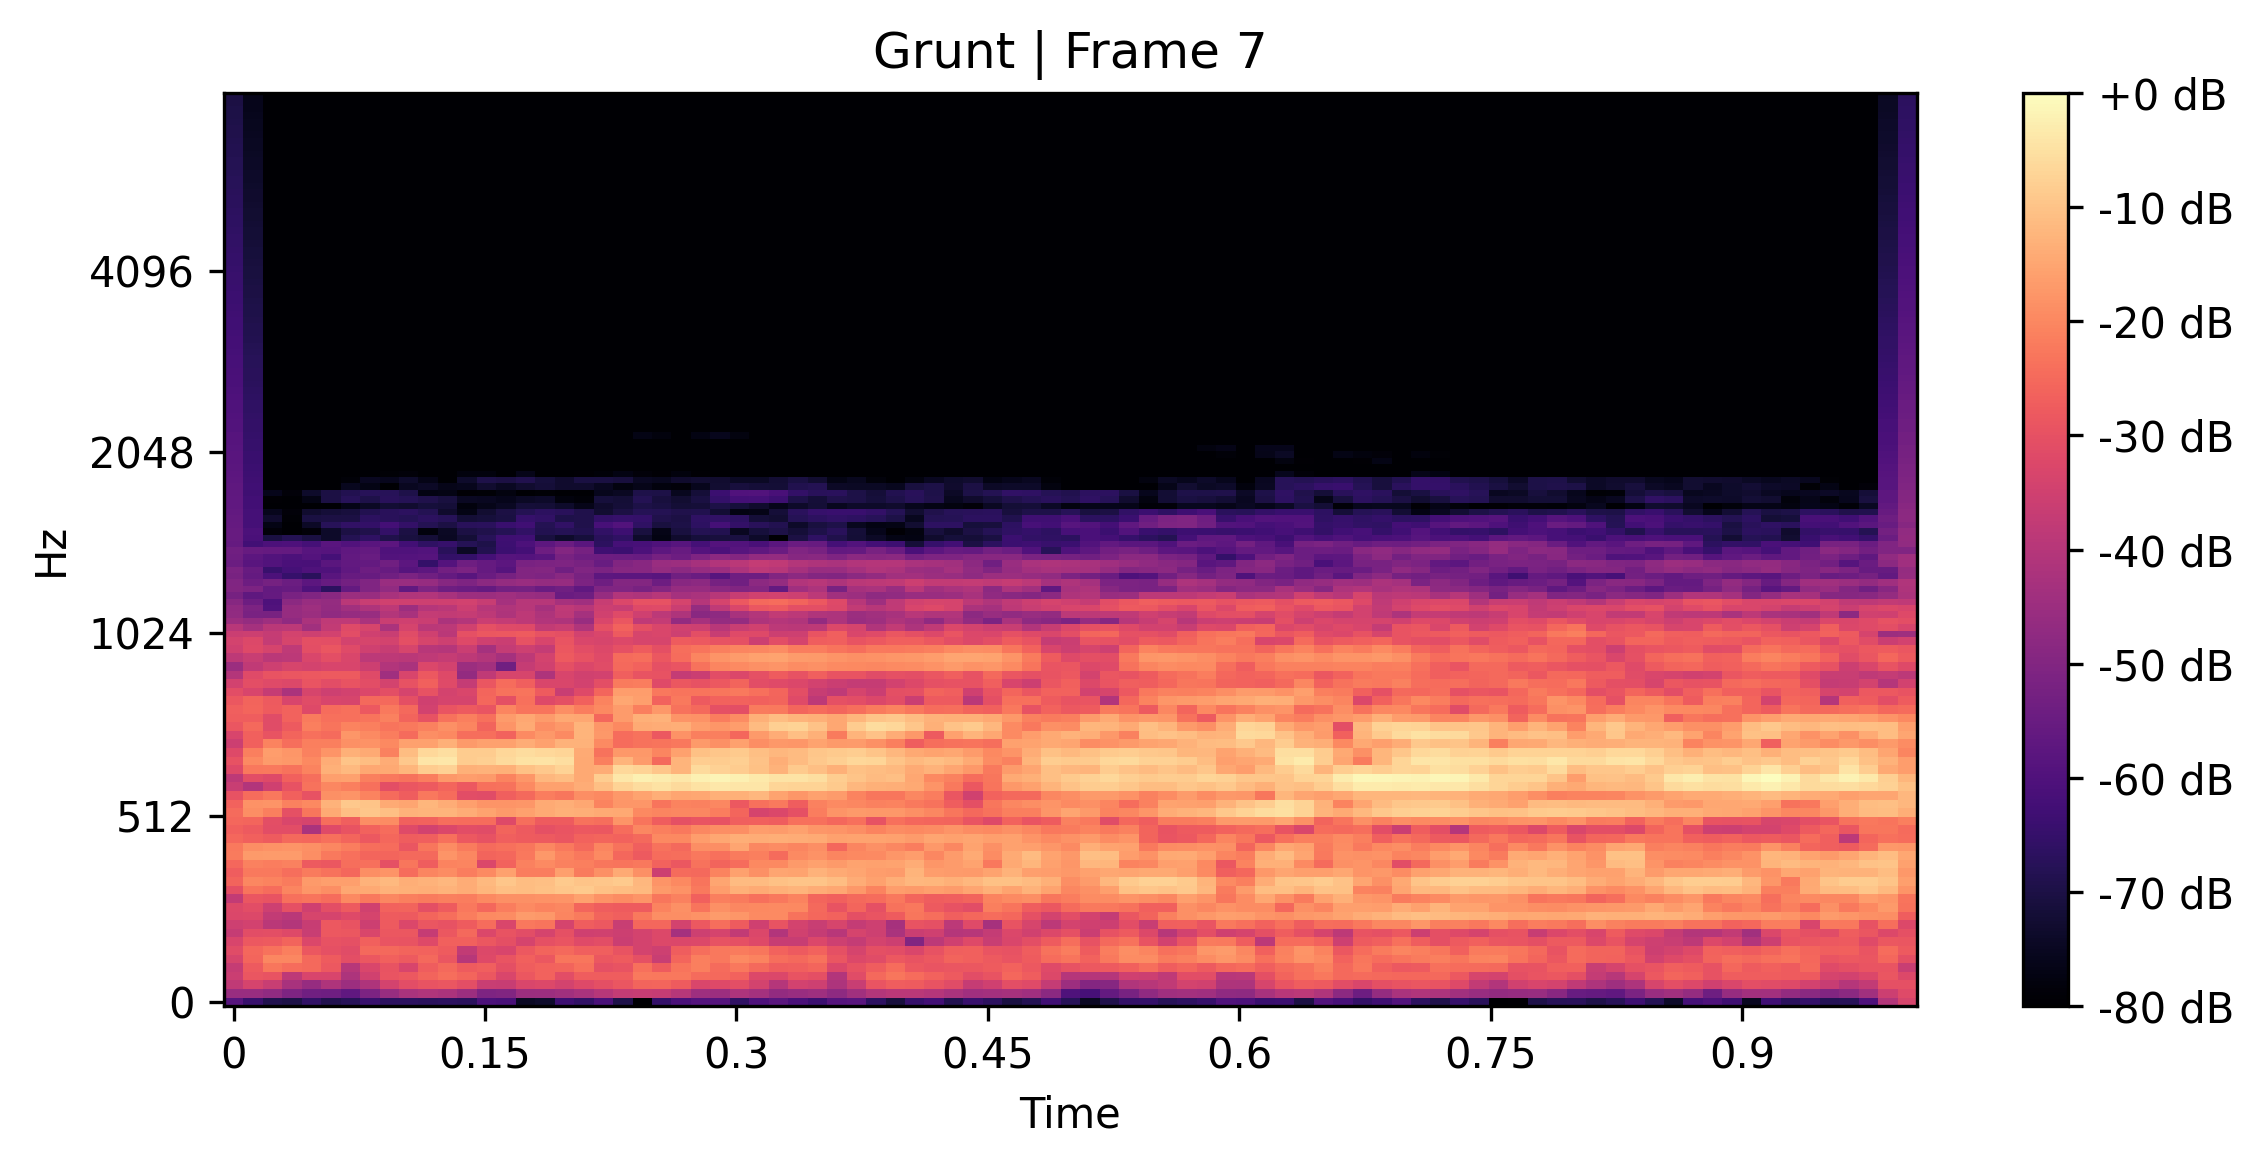 Grunt | Frame 7
+0 dB
-10 dB
-20 dB
-30 dB
-40 dB
-50 dB
-60 dB
-70 dB
-80 dB
4096
2048
1024
512
0
Hz
0 0.15 0.3 0.45 0.6 0.75 0.9
Time